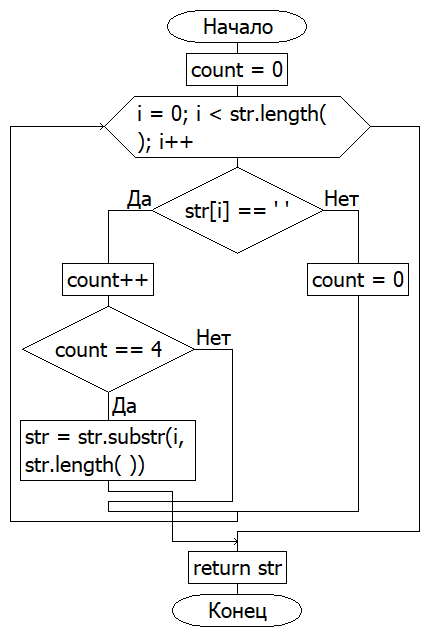 Начало
count = 0
i = 0; i < str.length(
); i++
Да
Нет
str[i] == ' '
count++
count = 0
Нет
count == 4
Да
str = str.substr(i,
str.length( ))
return str
Конец